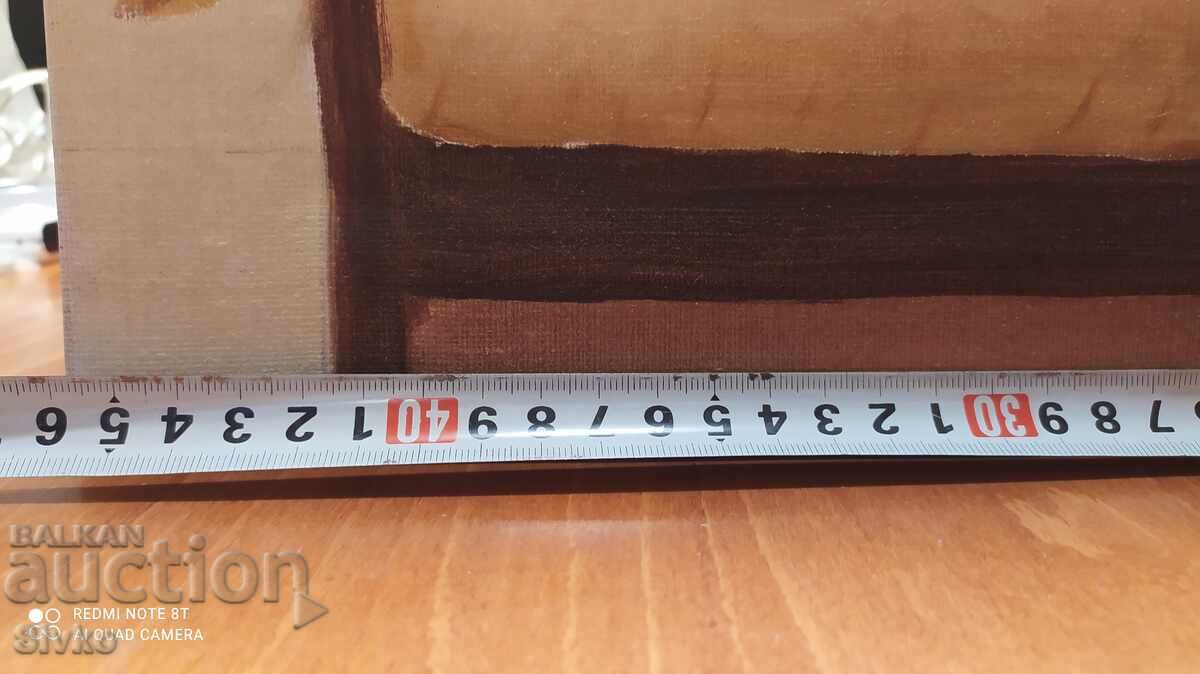 6 5 4 3 2 1 40 9 8 7 6 5 4 3 2 1 30 9 8 7
BALKAN
auction
REDMI NOTE 8T
AI QUAD CAMERA
Sivko